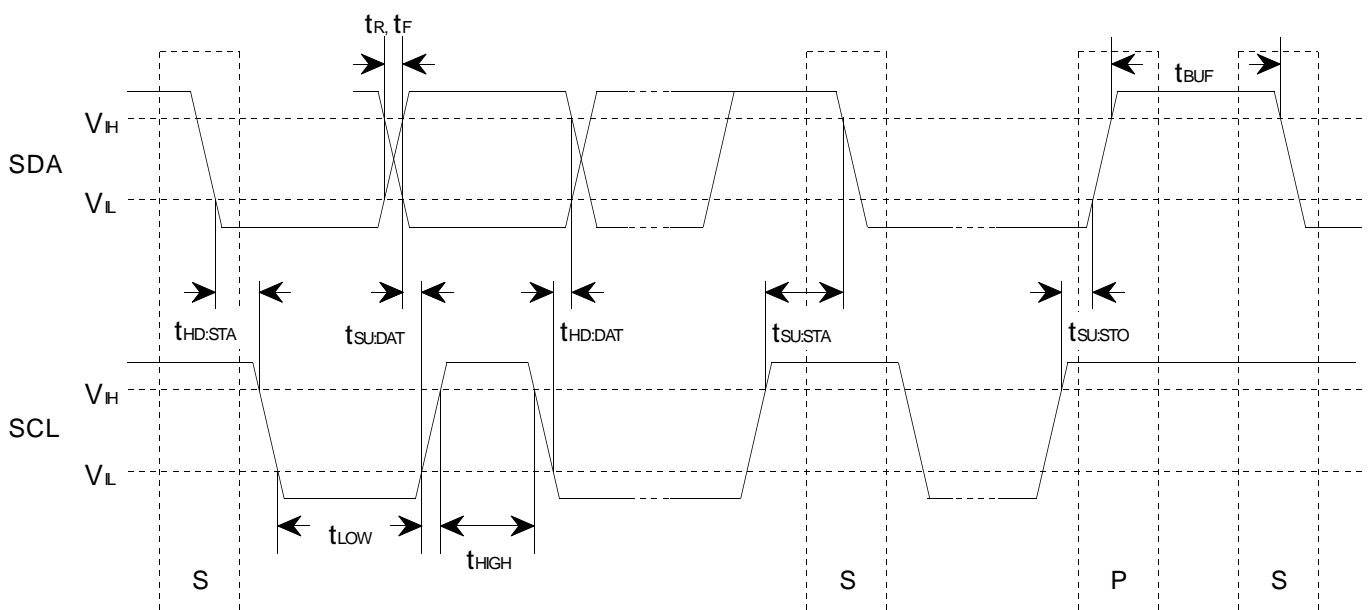 tR, tF
tBUF
VIH
SDA
VIL
tHD:STA
tSU:DAT
tHD:DAT
tSU:STA
tSU:STO
VIH
SCL
VIL
tLOW
tHIGH
S
S
P
S